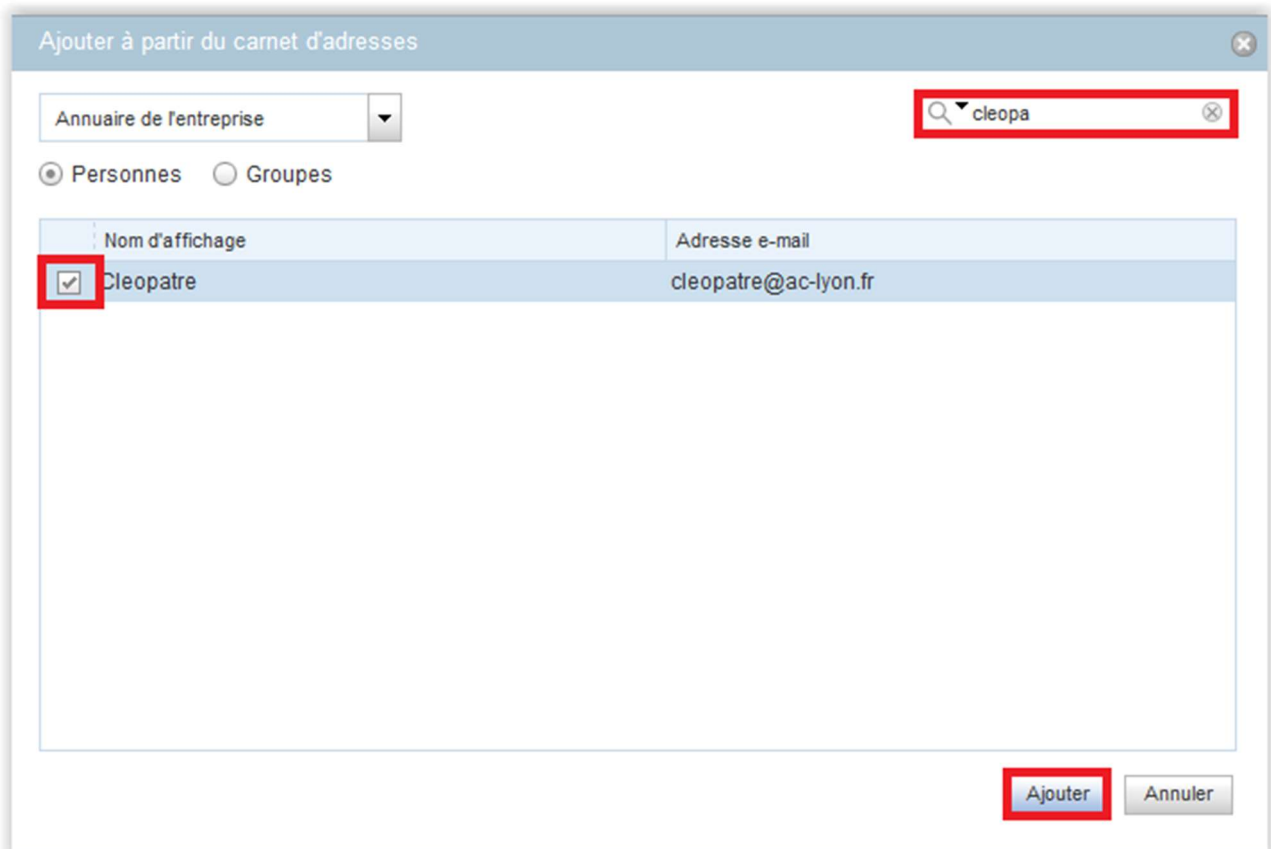 Ajouter à partir du carnet d'adresses
Annuaire de l'entreprise
cleopa
Personnes Groupes
Nom d'affichage Adresse e-mail
Cleopatre cleopatre@ac-lyon.fr
Ajouter Annuler